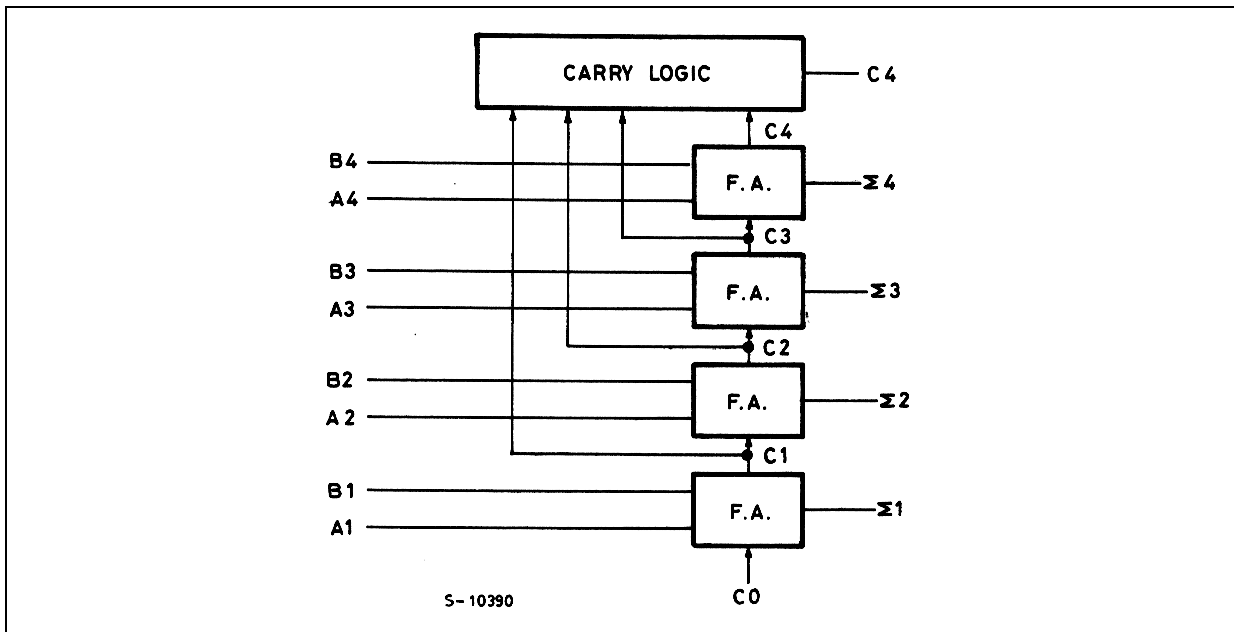 CARRY LOGIC
C4
C4
B4
F.A.
Σ4
A4
C3
B3
F.A.
Σ3
A3
C2
B2
F.A.
Σ2
A2
C1
B1
F.A.
Σ1
A1
C0
S-10390